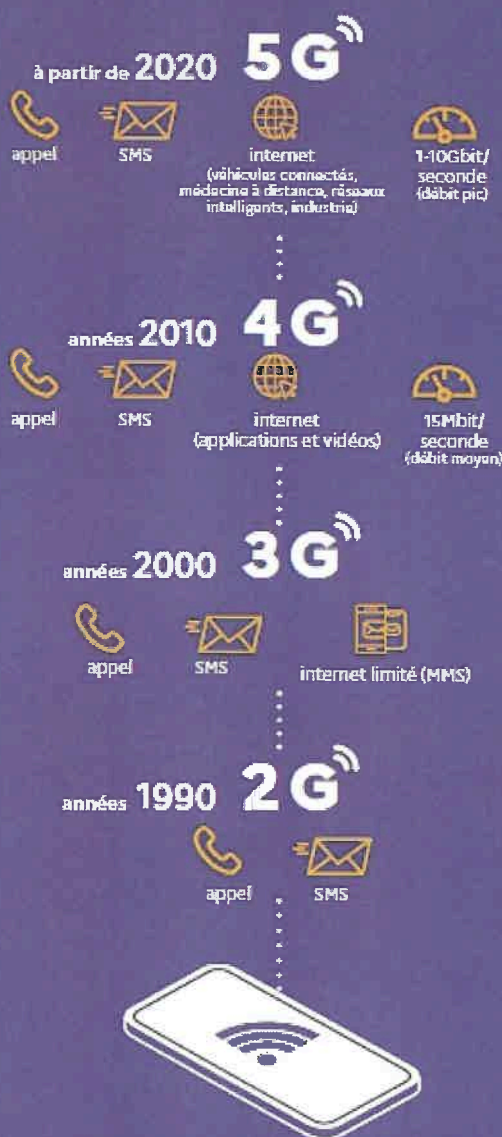 à partir de 2020 5G
appel
SMS
internet
(véhicules connectés,
médecine à distance, réseaux
intelligents, industrie)
1-10Gbit/
seconde
(débit pic)
années 2010 4G
appel
SMS
internet
(applications et vidéos)
15Mbit/
seconde
(débit moyen)
années 2000 3G
appel
SMS
internet limité (MMS)
années 1990 2G
appel
SMS